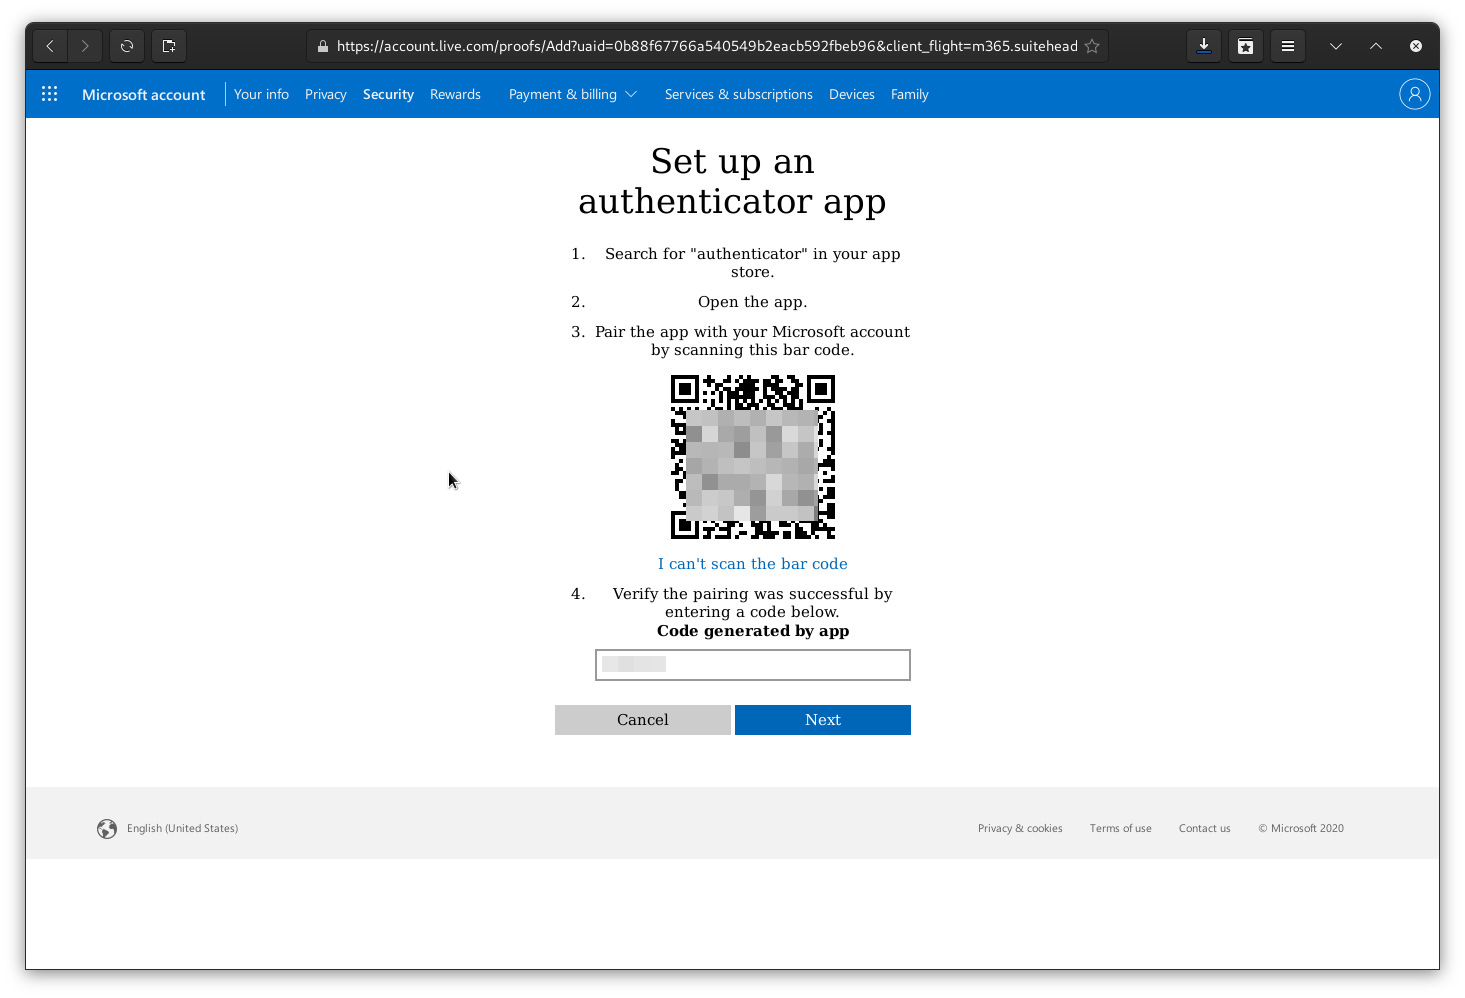 https://account.live.com/proofs/Add?uaid=0b88f67766a540549b2eacb592fbeb96&client_flight=m365.suitehead
Microsoft account Your info Privacy Security Rewards Payment & billing Services & subscriptions Devices Family
Set up an
authenticator app
1. Search for "authenticator" in your app
store.
2. Open the app.
3. Pair the app with your Microsoft account
by scanning this bar code.
I can't scan the bar code
4. Verify the pairing was successful by
entering a code below.
Code generated by app
Cancel Next
English (United States) Privacy & cookies Terms of use Contact us © Microsoft 2020